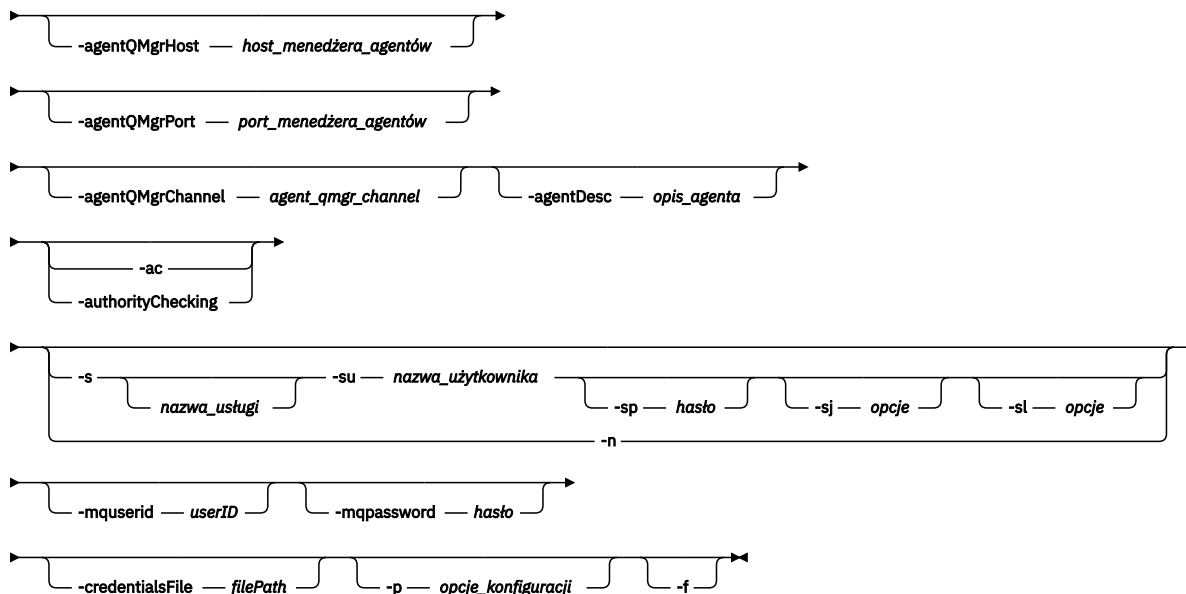 -agentQMgrHost host_menedżera_agentów
-agentQMgrPort port_menedżera_agentów
-agentQMgrChannel agent_qmgr_channel -agentDesc opis_agenta
-ac
-authorityChecking
-s -su nazwa_użytkownika
nazwa_usługi -sp hasło -sj opcje -sl opcje
-n
-mquserid userID -mqpassword hasło
-credentialsFile filePath -p opcje_konfiguracji -f